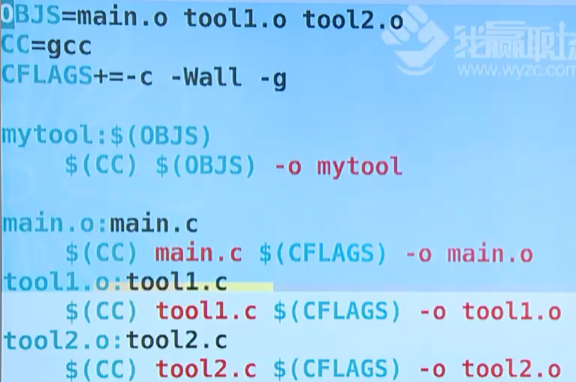 OBJS=main.o tool1.o tool2.o
CC=gcc
CFLAGS+=-c -Wall -g
我赢职
www.wyzc.com
mytool:$(OBJS)
    $(CC) $(OBJS) -o mytool
main.o:main.c
    $(CC) main.c $(CFLAGS) -o main.o
tool1.o:tool1.c
    $(CC) tool1.c $(CFLAGS) -o tool1.o
tool2.o:tool2.c
    $(CC) tool2.c $(CFLAGS) -o tool2.o